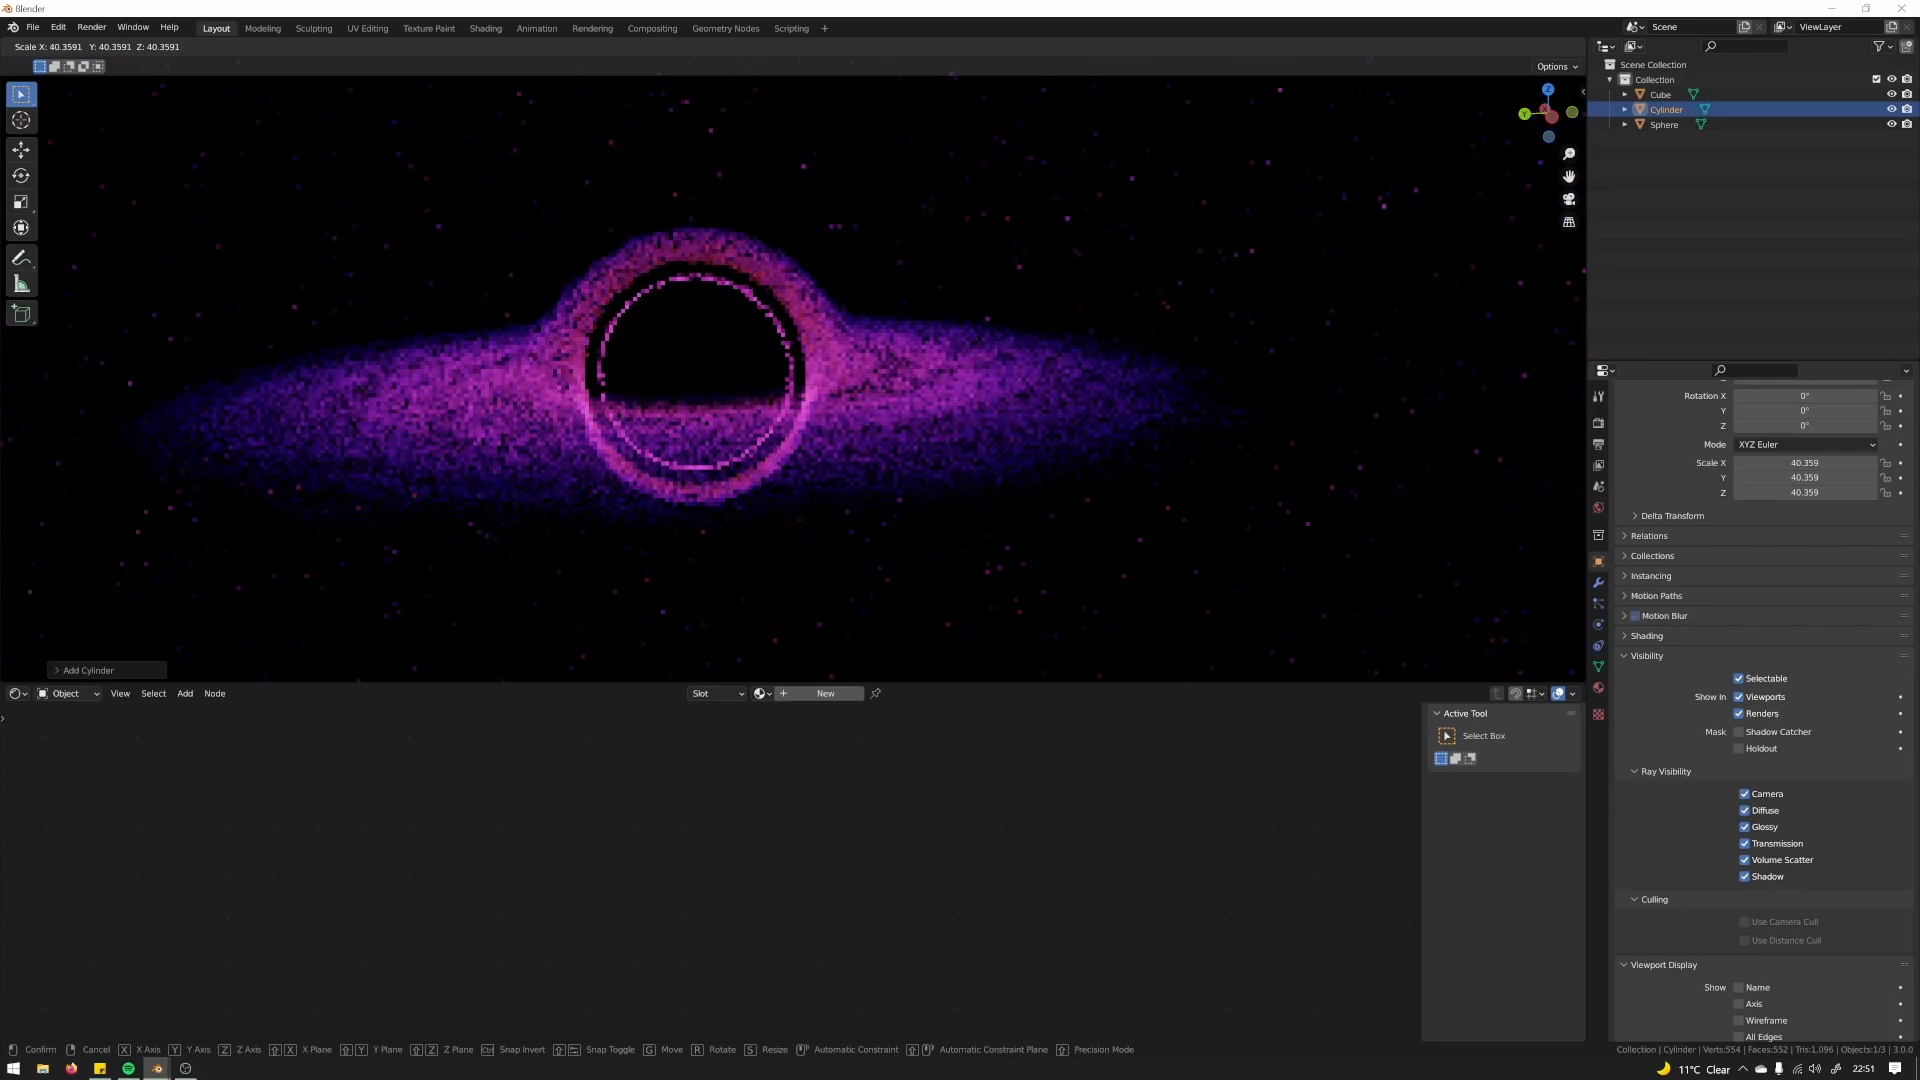 Blender
File Edit Window Render Help
Layout Modeling Sculpting UV Editing Texture Paint Shading Animation Rendering Compositing Geometry Nodes Scripting +
Scene
ViewLayer
Scale X: 40.3591 Y: 40.3591 Z: 40.3591
Options
Scene Collection
Collection
Cube
Cylinder
Sphere
Z
Y
X
Rotation X 0°
Y 0°
Z 0°
Mode XYZ Euler
Scale X 40.359
Y 40.359
Z 40.359
Delta Transform
Relations
Collections
Instancing
Motion Paths
Motion Blur
Shading
Visibility
Selectable
Show In Viewports
Renders
Mask Shadow Catcher
Holdout
Ray Visibility
Camera
Diffuse
Glossy
Transmission
Volume Scatter
Shadow
Culling
Use Camera Cull
Use Distance Cull
Viewport Display
Show Name
Axis
Wireframe
All Edges
Add Cylinder
Object View Select Add Node
Slot
New
Active Tool
Select Box
Confirm Cancel X X Axis Y Y Axis Z Z Axis X X Plane Y Y Plane Z Z Plane Ctrl Snap Invert Snap Toggle G Move R Rotate S Resize Automatic Constraint Automatic Constraint Plane Precision Mode
Collection | Cylinder | Verts:554 | Faces:552 | Tris:1,096 | Objects:1/3 | 3.0.0
11°C Clear
22:51